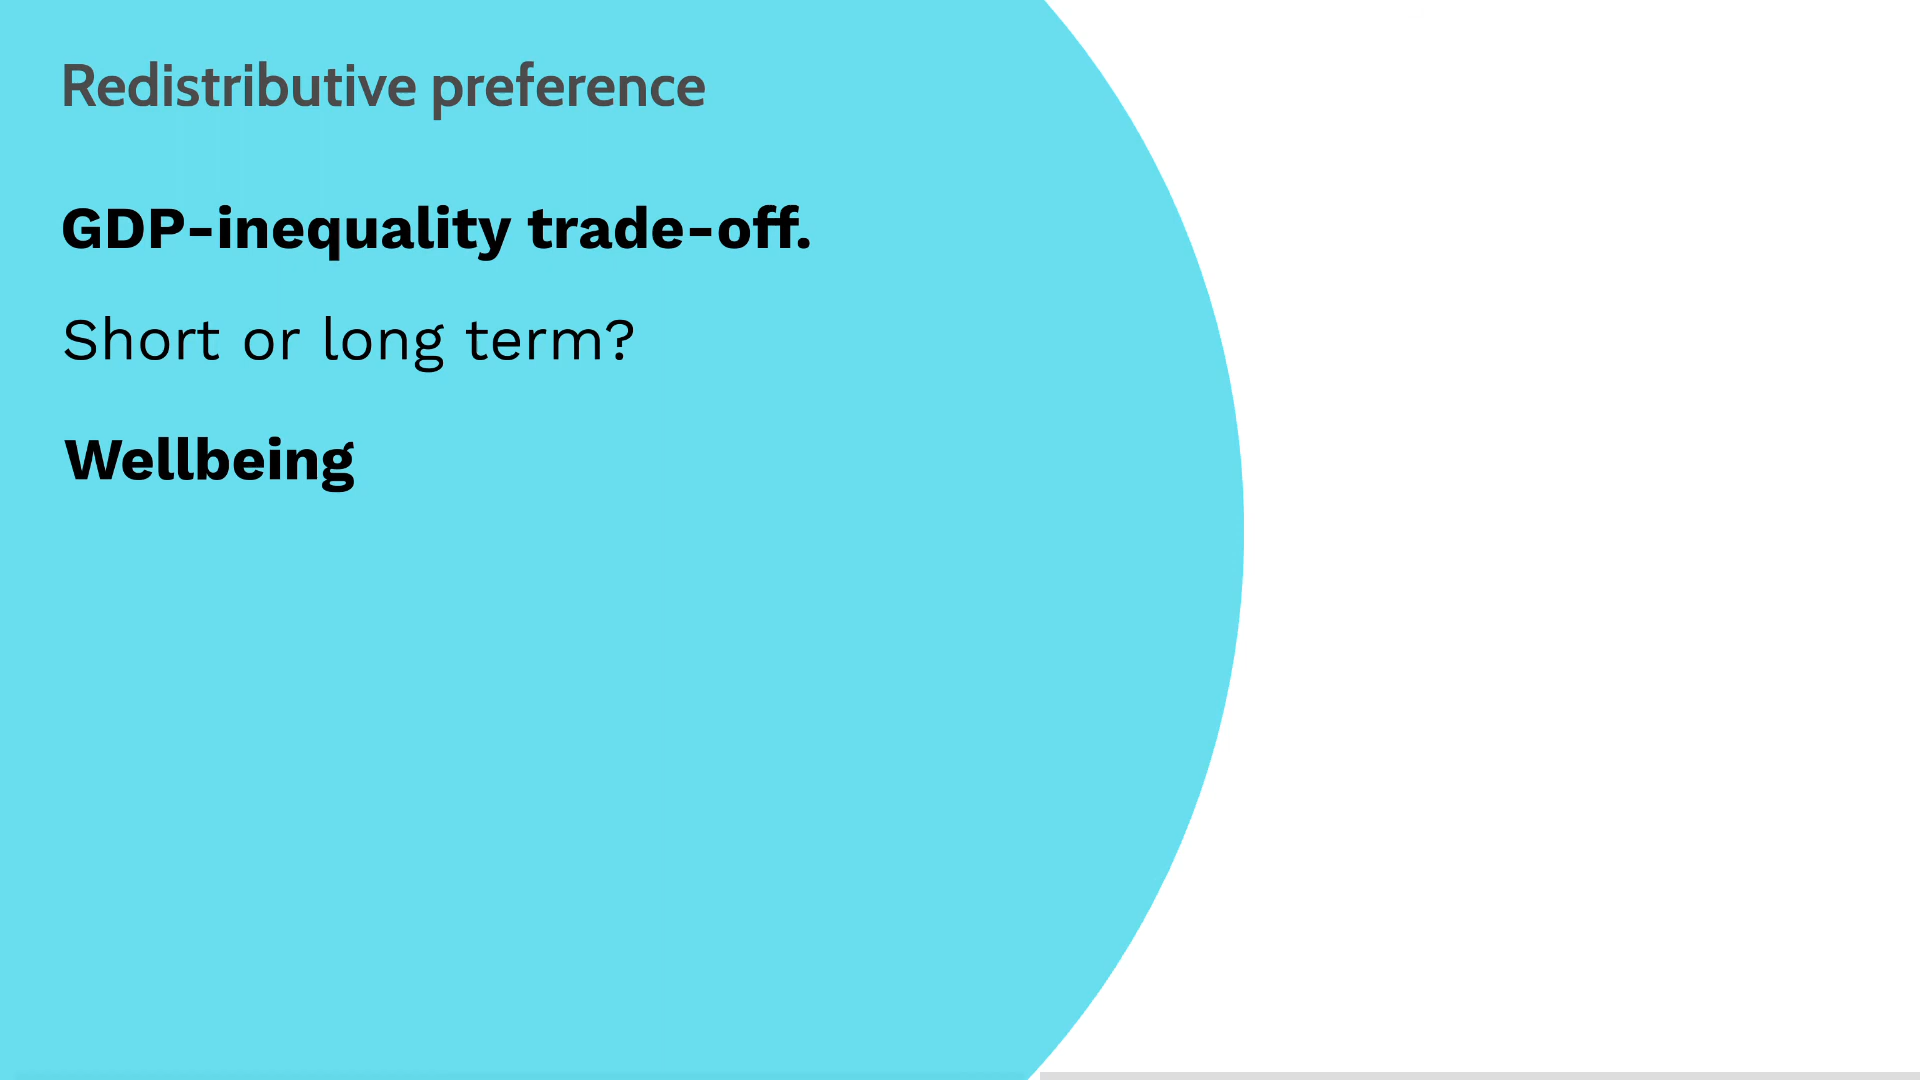 Redistributive preference
GDP-inequality trade-off.
Short or long term?
Wellbeing